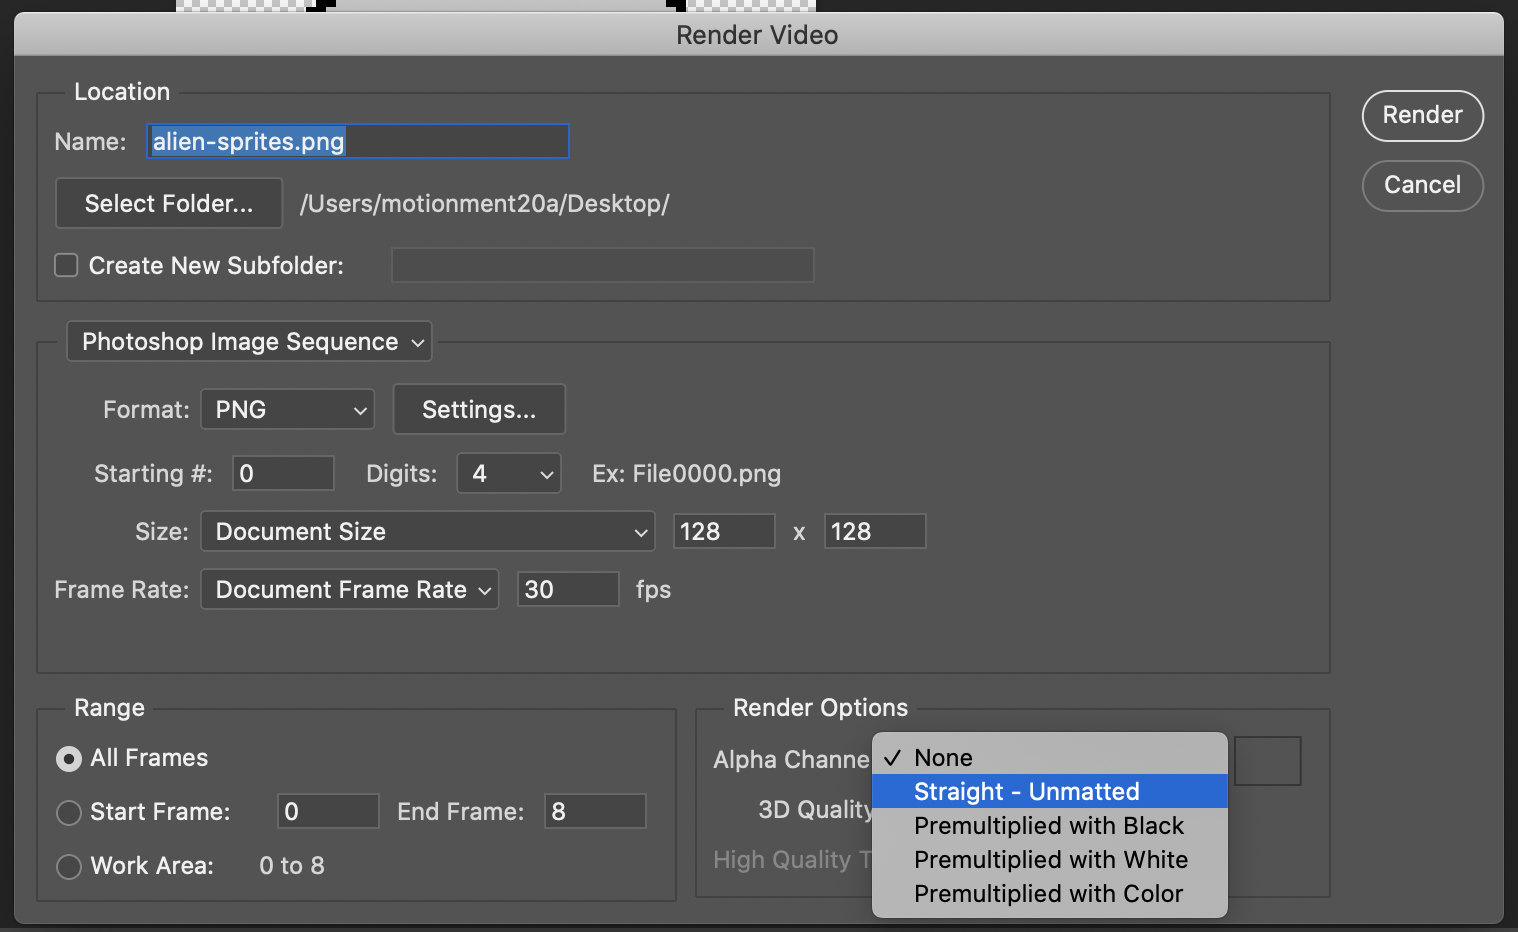 Render Video
Location
Render
Name: alien-sprites.png
Cancel
Select Folder... /Users/motionment20a/Desktop/
Create New Subfolder:
Photoshop Image Sequence
Format: PNG Settings...
Starting #: 0 Digits: 4 Ex: File0000.png
Size: Document Size 128 x 128
Frame Rate: Document Frame Rate 30 fps
Range
All Frames
Start Frame: 0 End Frame: 8
Work Area: 0 to 8
Render Options
Alpha Channe
✓ None
Straight - Unmatted
3D Quality
Premultiplied with Black
High Quality T
Premultiplied with White
Premultiplied with Color